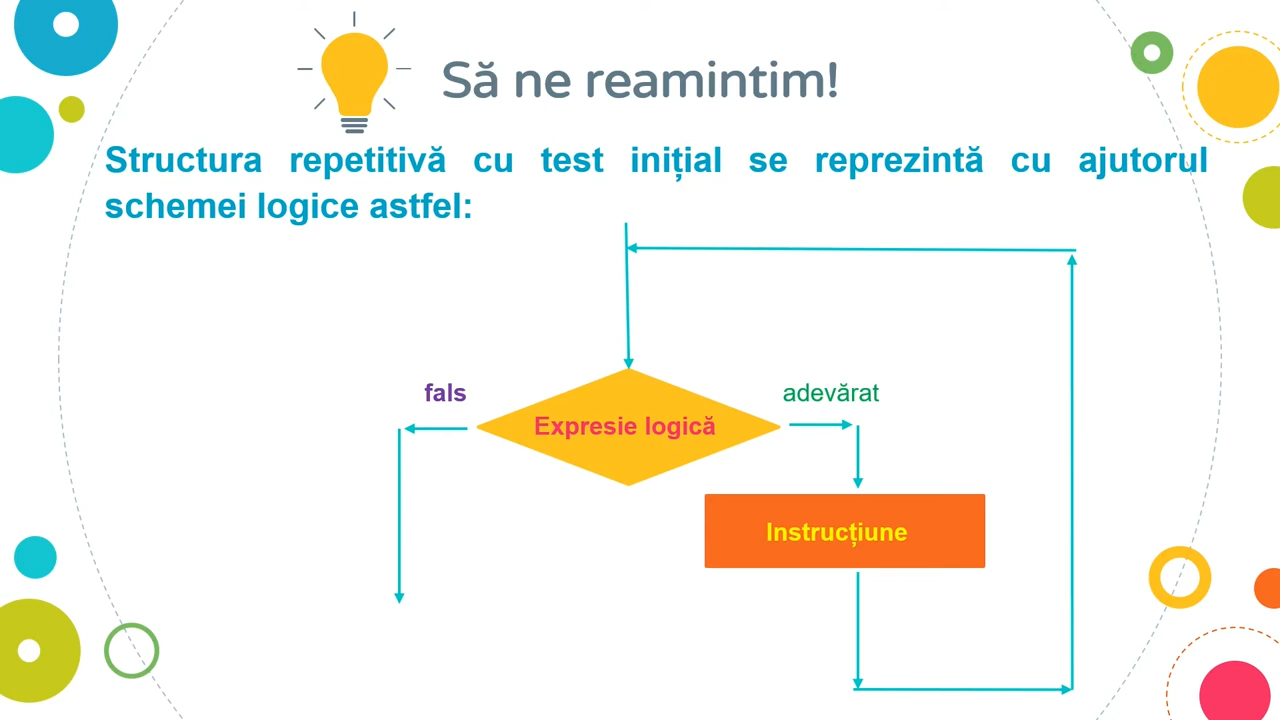 Să ne reamintim!
Structura repetitivă cu test inițial se reprezintă cu ajutorul
schemei logice astfel:
fals
adevărat
Expresie logică
Instrucțiune